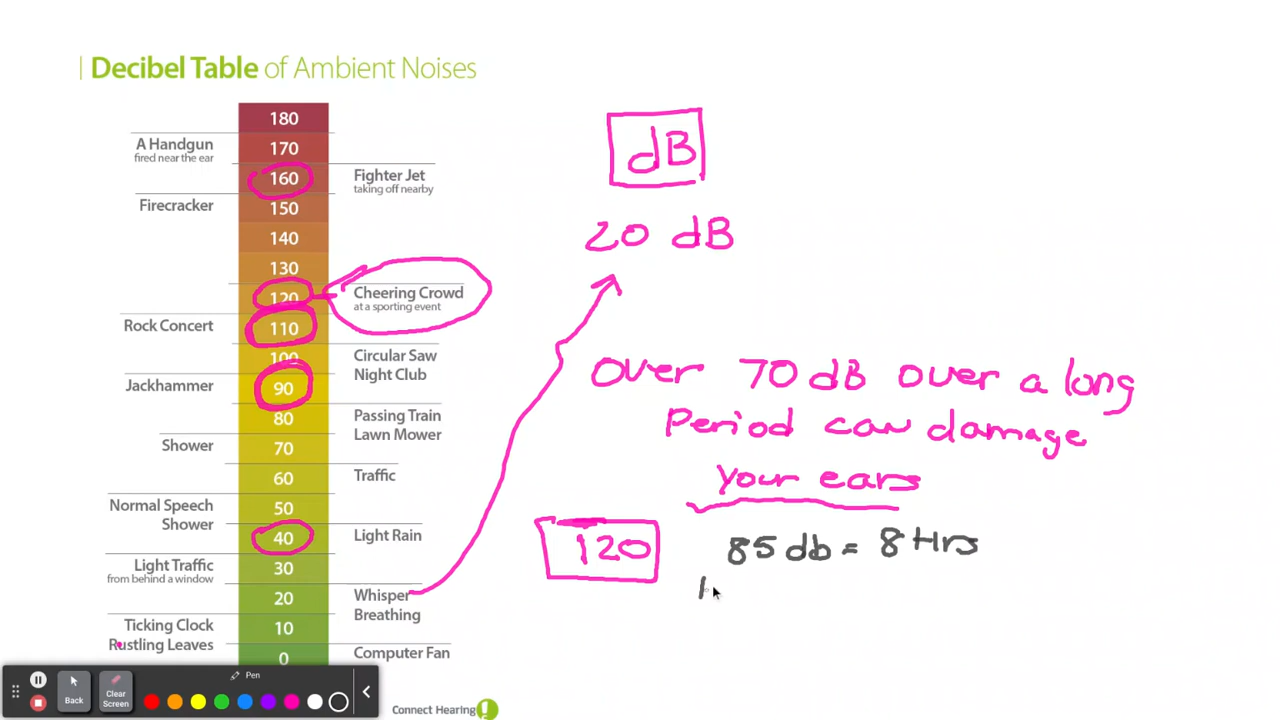 Decibel Table of Ambient Noises
180
A Handgun
fired near the ear
170
160
Fighter Jet
taking off nearby
Firecracker
150
140
130
120
Cheering Crowd
at a sporting event
Rock Concert
110
100
Circular Saw
Night Club
Jackhammer
90
80
Passing Train
Lawn Mower
Shower
70
60
Traffic
Normal Speech
Shower
50
40
Light Rain
Light Traffic
from behind a window
30
20
Whisper
Breathing
Ticking Clock
Rustling Leaves
10
0
Computer Fan
dB
20 dB
Over 70 dB over a long
Period can damage
your ears
120
85 db = 8 Hrs
1
Pen
Back
Clear
Screen
Connect Hearing